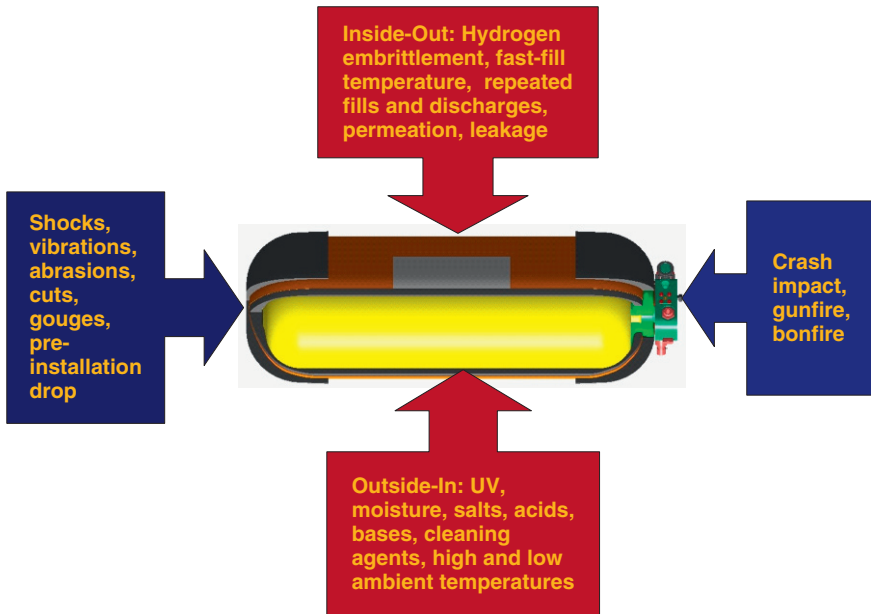 Inside-Out: Hydrogen
embrittlement, fast-fill
temperature, repeated
fills and discharges,
permeation, leakage
Shocks,
vibrations,
abrasions,
cuts,
gouges,
pre-
installation
drop
Crash
impact,
gunfire,
bonfire
Outside-In: UV,
moisture, salts, acids,
bases, cleaning
agents, high and low
ambient temperatures